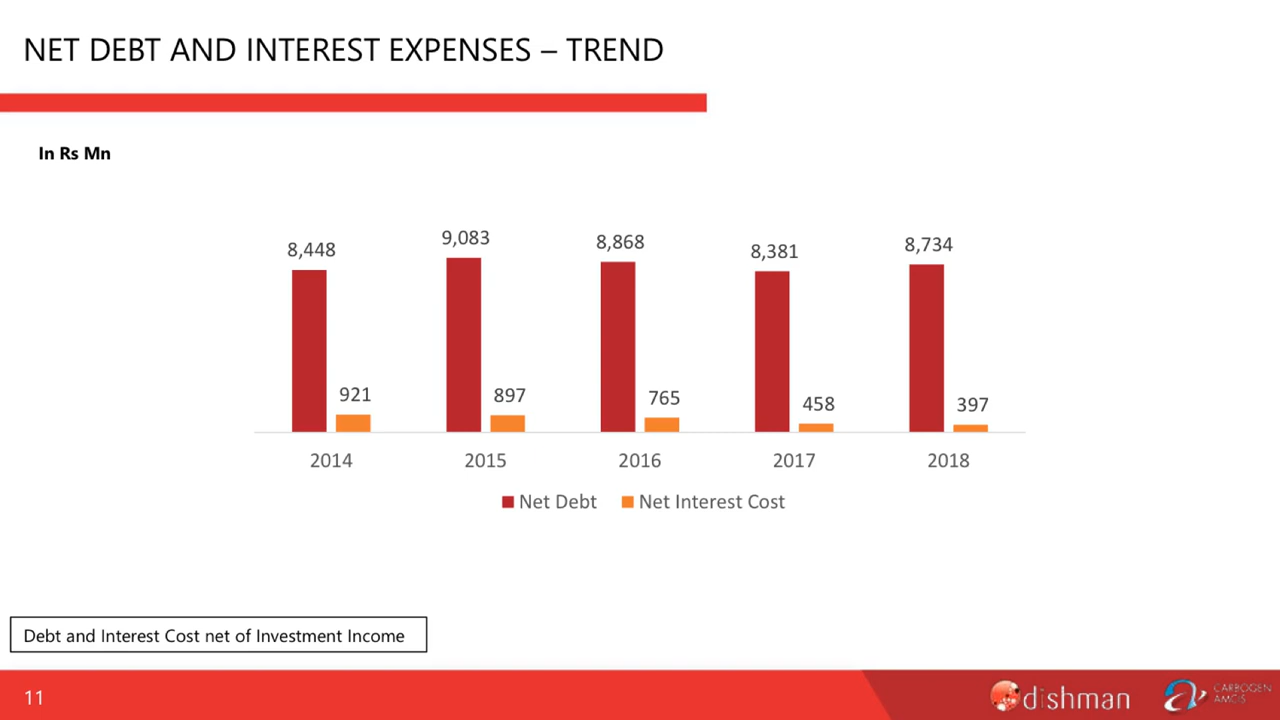 NET DEBT AND INTEREST EXPENSES – TREND
In Rs Mn
8,448
9,083
8,868
8,381
8,734
921
897
765
458
397
2014
2015
2016
2017
2018
Net Debt
Net Interest Cost
Debt and Interest Cost net of Investment Income
11
dishman
CARBOGEN
AMCIS